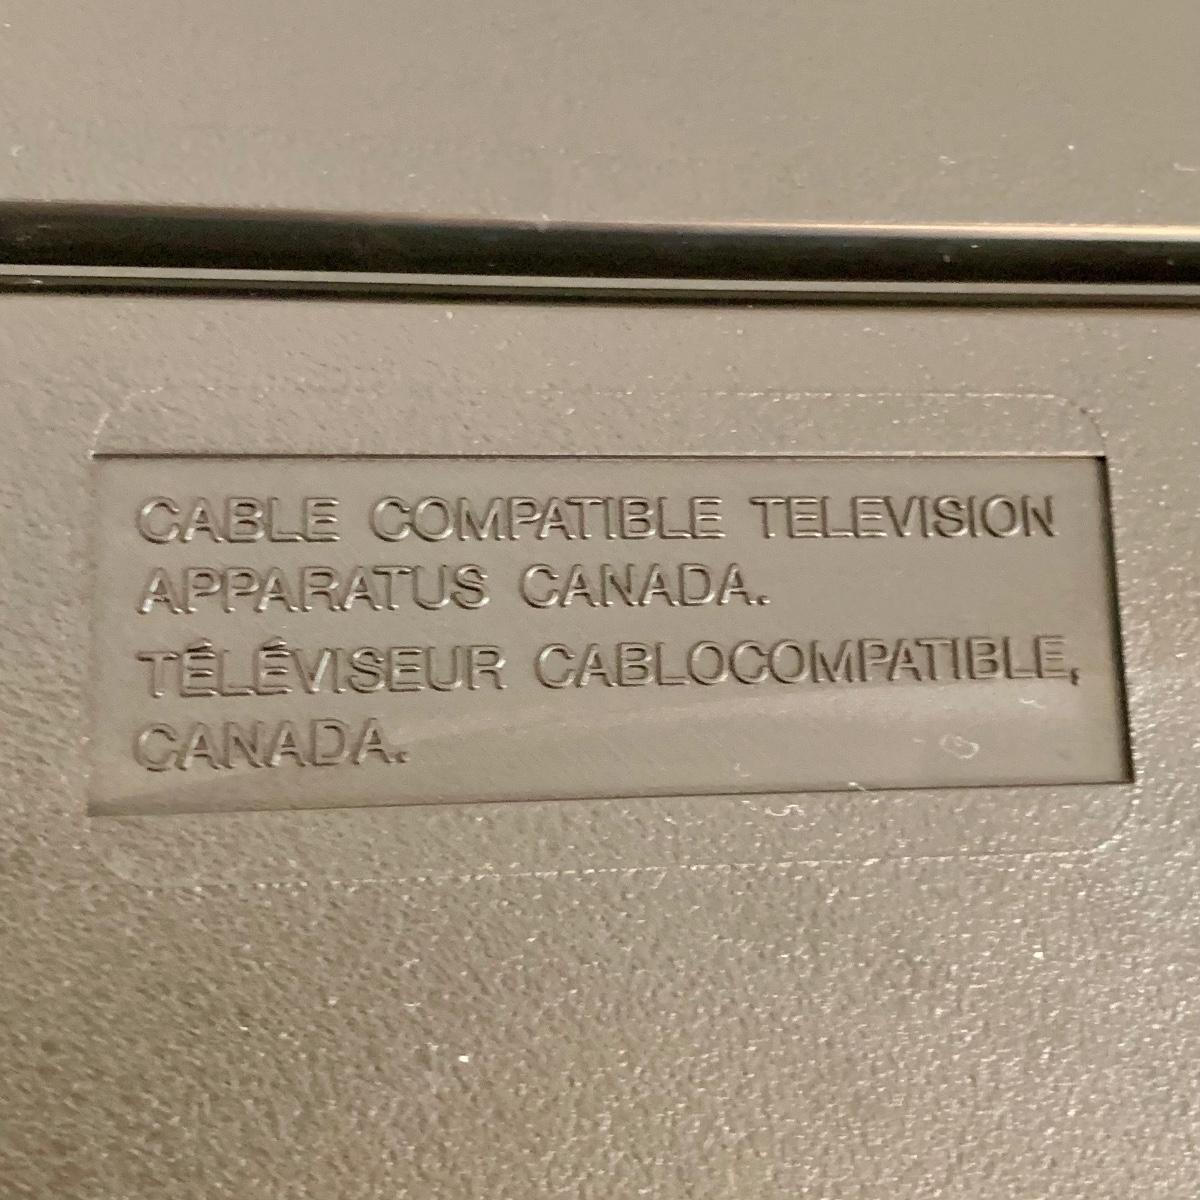 CABLE COMPATIBLE TELEVISION
APPARATUS CANADA.
TÉLÉVISEUR CABLOCOMPATIBLE,
CANADA.